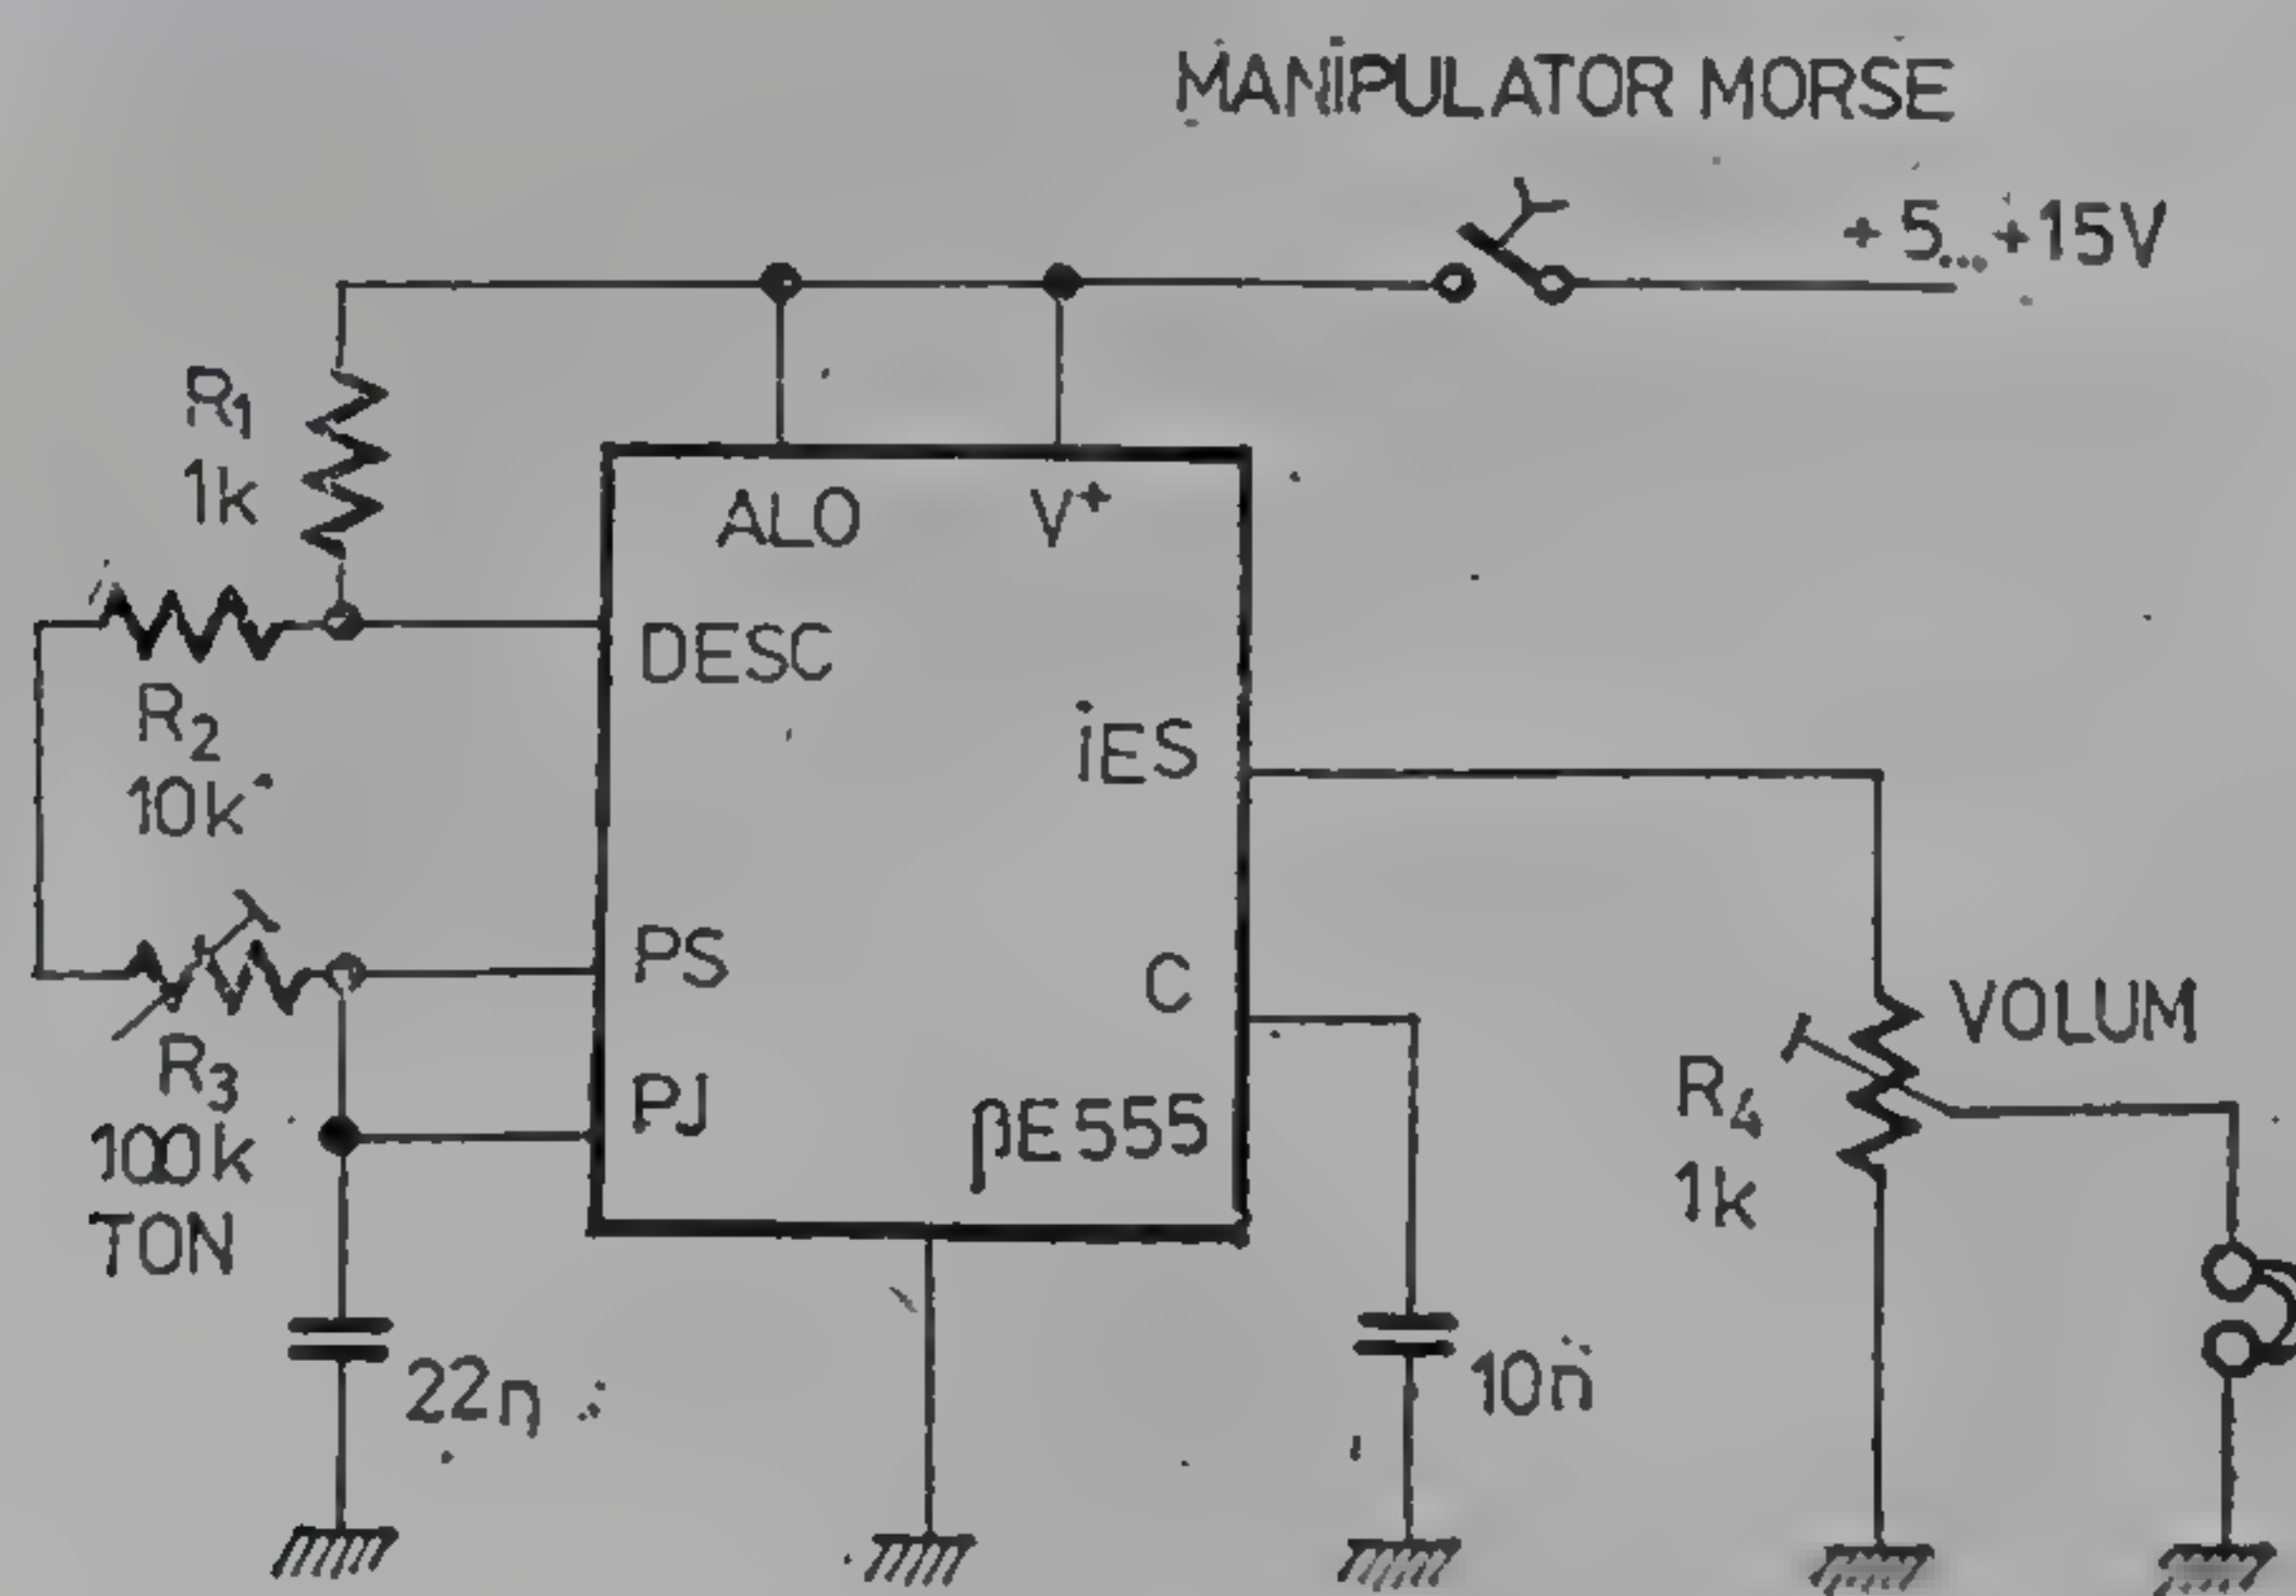 MANIPULATOR MORSE
+ 5...+15V
R1
1k
ALO
V+
DESC
R2
10k
iES
PS
C
VOLUM
R3
100k
TON
PJ
βE555
R4
1k
22n
10n